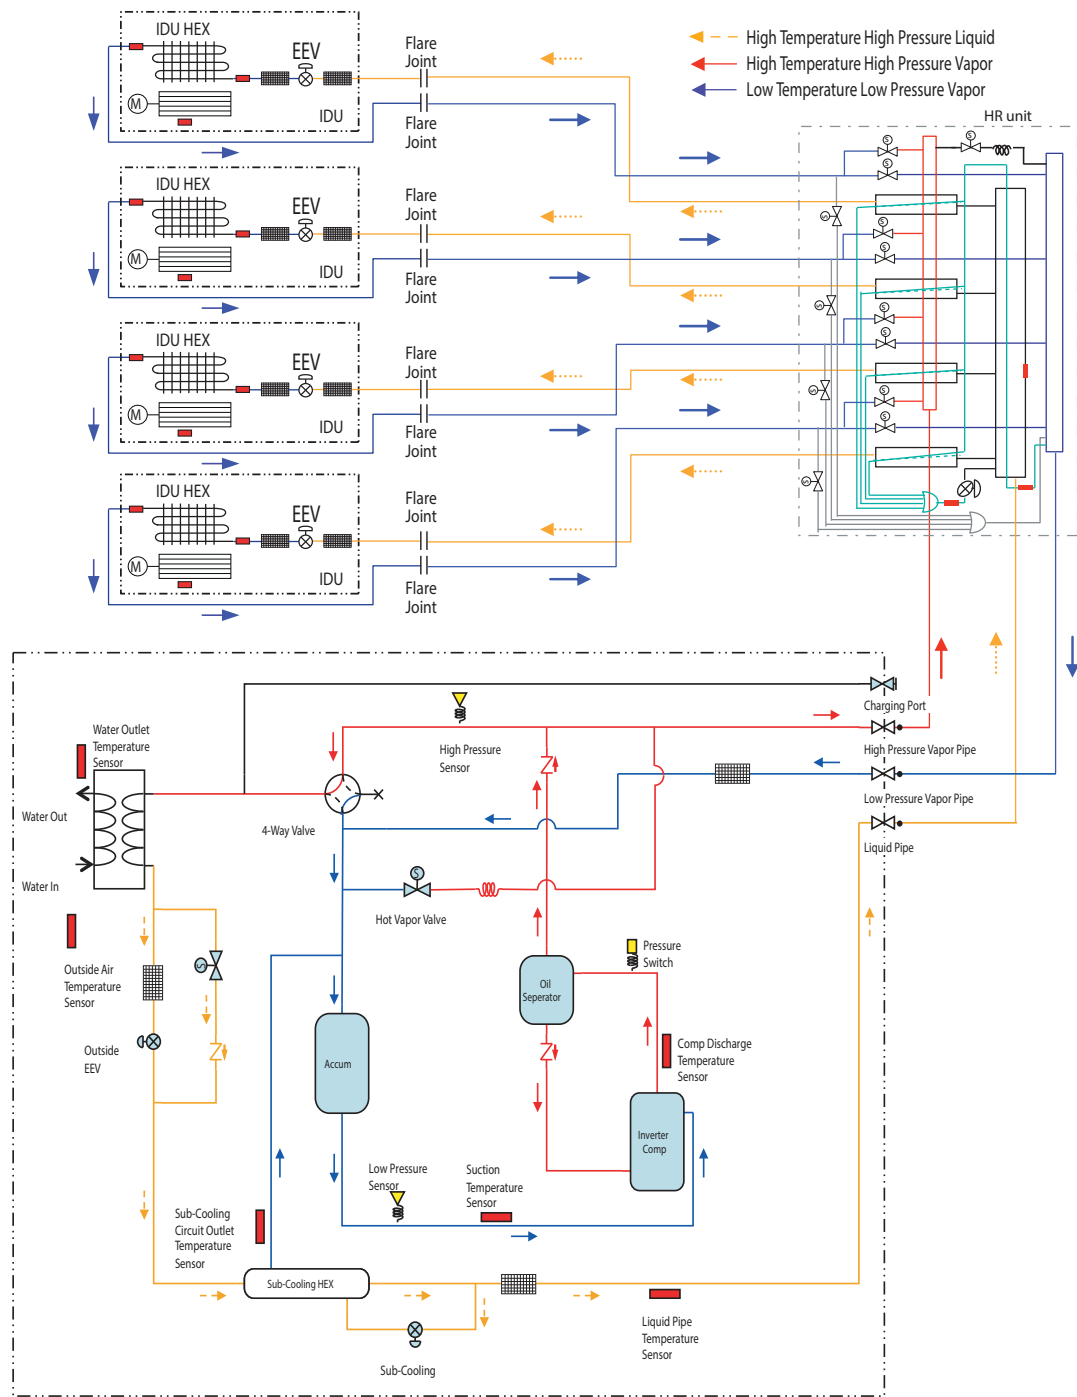 High Temperature High Pressure Liquid
High Temperature High Pressure Vapor
Low Temperature Low Pressure Vapor
HR unit
IDU HEX
EEV
M
IDU
Flare
Joint
Flare
Joint
IDU HEX
EEV
M
IDU
Flare
Joint
Flare
Joint
IDU HEX
EEV
M
IDU
Flare
Joint
Flare
Joint
IDU HEX
EEV
M
IDU
Flare
Joint
Flare
Joint
S
S
S
S
S
S
S
S
S
S
S
S
S
Charging Port
High Pressure Vapor Pipe
Low Pressure Vapor Pipe
Liquid Pipe
Water Outlet
Temperature
Sensor
Water Out
Water In
High Pressure
Sensor
4-Way Valve
S
Hot Vapor Valve
Outside Air
Temperature
Sensor
S
Outside
EEV
Accum
Oil
Seperator
Pressure
Switch
Comp Discharge
Temperature
Sensor
Inverter
Comp
Low Pressure
Sensor
Suction
Temperature
Sensor
Sub-Cooling
Circuit Outlet
Temperature
Sensor
Sub-Cooling HEX
Sub-Cooling
Liquid Pipe
Temperature
Sensor